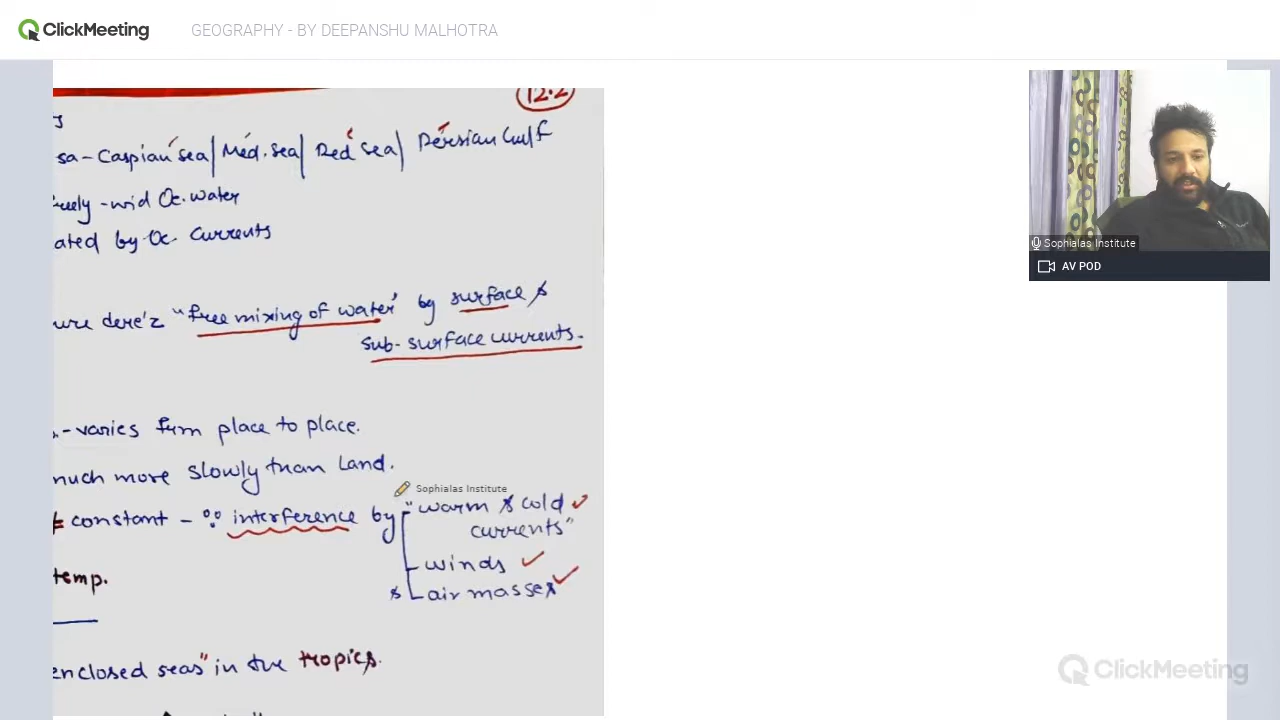 ClickMeeting
GEOGRAPHY - BY DEEPANSHU MALHOTRA
12.2
sa - Caspian sea | Med. sea | Red sea | Persian Gulf
freely - wid Oc. water
ated by Oc. Currents
ure dere'z "free mixing of water" by surface &
sub-surface currents.
- varies from place to place.
much more slowly than Land.
Sophialas Institute
≠ constant - ∵ interference by "warm & cold
currents"
- winds
temp.
& - air masses
enclosed seas" in the tropics.
Sophialas Institute
AV POD
ClickMeeting